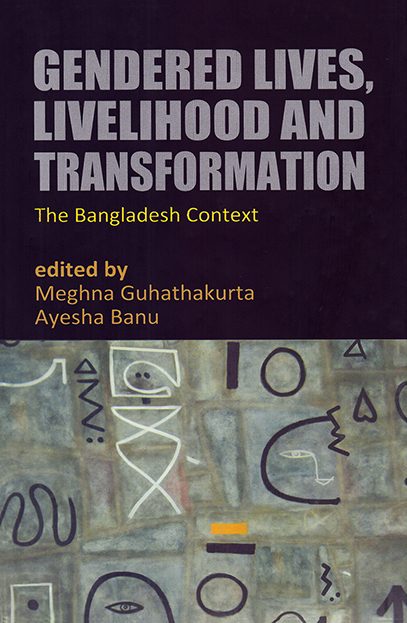 GENDERED LIVES,
LIVELIHOOD AND
TRANSFORMATION
The Bangladesh Context
edited by
Meghna Guhathakurta
Ayesha Banu